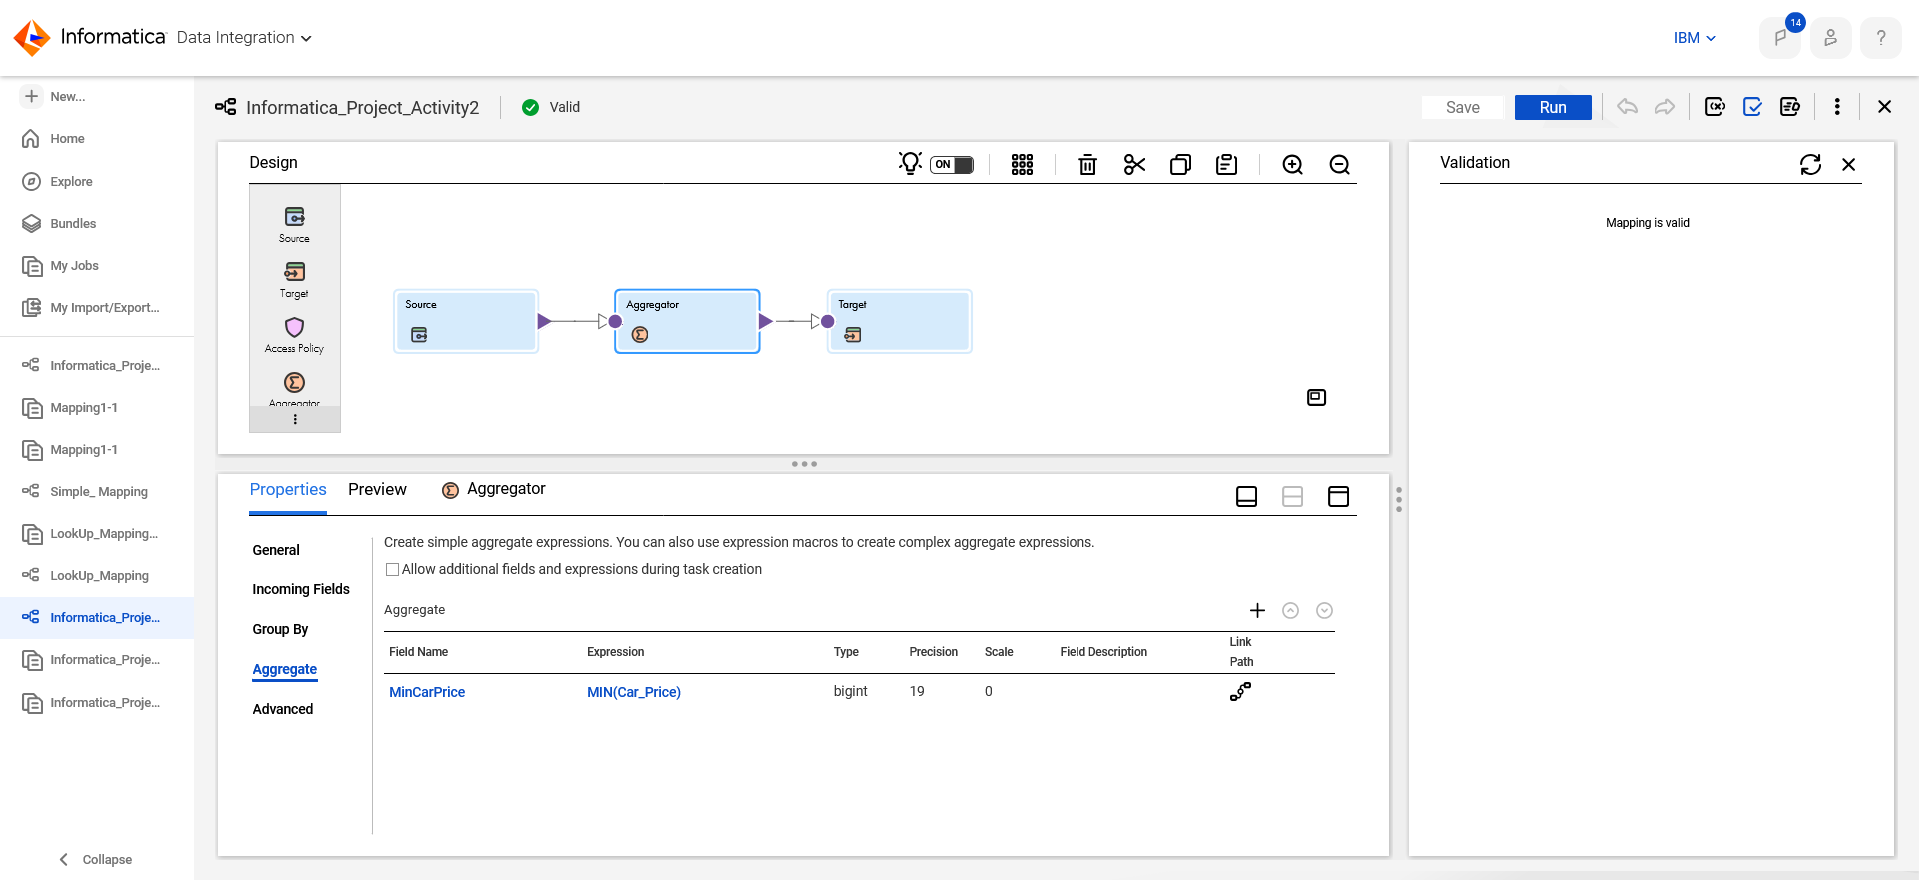 Informatica Data Integration
IBM
14
?
New...
Home
Explore
Bundles
My Jobs
My Import/Export...
Informatica_Proje...
Mapping1-1
Mapping1-1
Simple_ Mapping
LookUp_Mapping...
LookUp_Mapping
Informatica_Proje...
Informatica_Proje...
Informatica_Proje...
Collapse
Informatica_Project_Activity2
Valid
Save
Run
Design
ON
Source
Target
Access Policy
Aggregator
Source
Aggregator
Target
Properties
Preview
Aggregator
General
Incoming Fields
Group By
Aggregate
Advanced
Create simple aggregate expressions. You can also use expression macros to create complex aggregate expressions.
Allow additional fields and expressions during task creation
Aggregate
Field Name Expression Type Precision Scale Field Description Link Path
MinCarPrice MIN(Car_Price) bigint 19 0
Validation
Mapping is valid